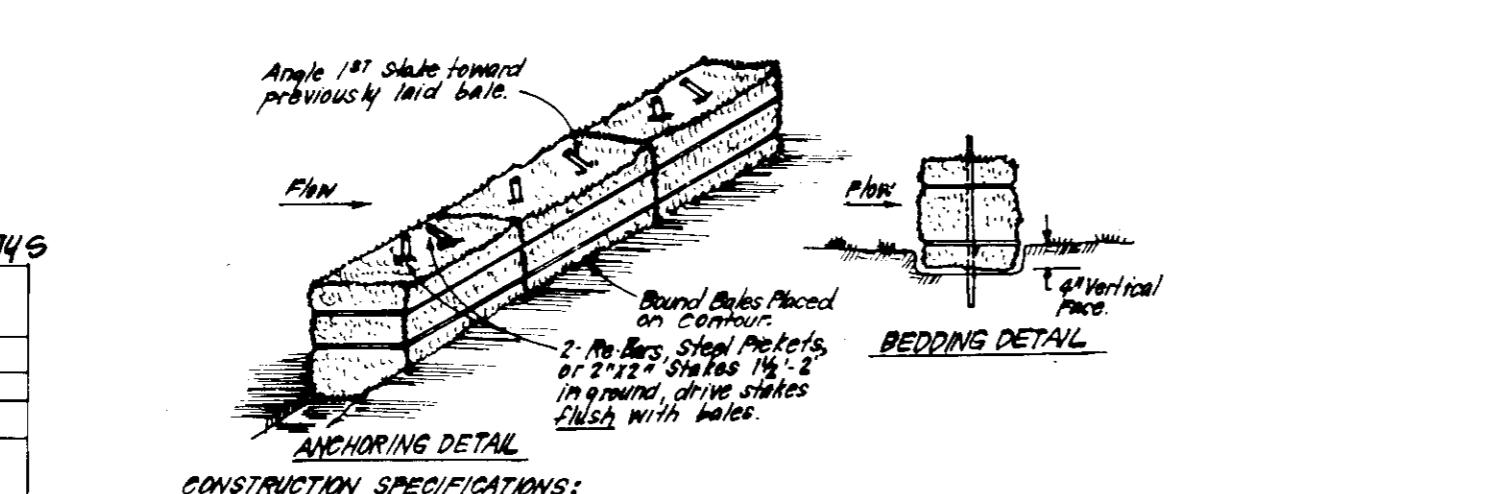 Angle 1ST Stake toward
previously laid bale.
Flow
Flow
4" Vertical
Face.
Bound Bales Placed
on contour.
2-Re-Bars, Steel Pickets,
or 2"x2" Stakes 1½'-2'
in ground, drive stakes
flush with bales.
BEDDING DETAIL
ANCHORING DETAIL
CONSTRUCTION SPECIFICATIONS: